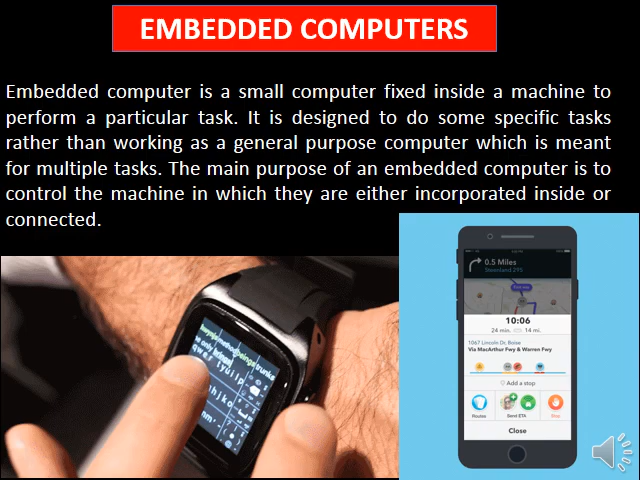 EMBEDDED COMPUTERS
Embedded computer is a small computer fixed inside a machine to
perform a particular task. It is designed to do some specific tasks
rather than working as a general purpose computer which is meant
for multiple tasks. The main purpose of an embedded computer is to
control the machine in which they are either incorporated inside or
connected.
0.5 Miles
10:06
24 min. 14 mi.
1067 Lincoln Dr. Boise
Via MacArthur Fwy & Warren Fwy
Add a stop
Routes Send ETA Stop
Close